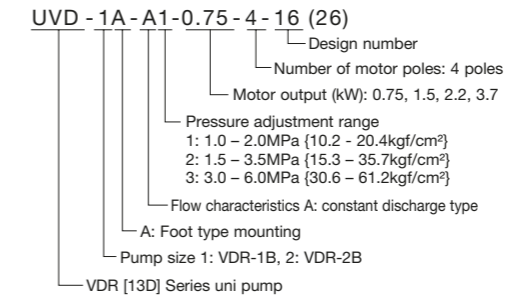 UVD - 1A - A1 - 0.75 - 4 - 16 (26)
Design number
Number of motor poles: 4 poles
Motor output (kW): 0.75, 1.5, 2.2, 3.7
Pressure adjustment range
1: 1.0 – 2.0MPa {10.2 - 20.4kgf/cm²}
2: 1.5 – 3.5MPa {15.3 – 35.7kgf/cm²}
3: 3.0 – 6.0MPa {30.6 – 61.2kgf/cm²}
Flow characteristics A: constant discharge type
A: Foot type mounting
Pump size 1: VDR-1B, 2: VDR-2B
VDR [13D] Series uni pump